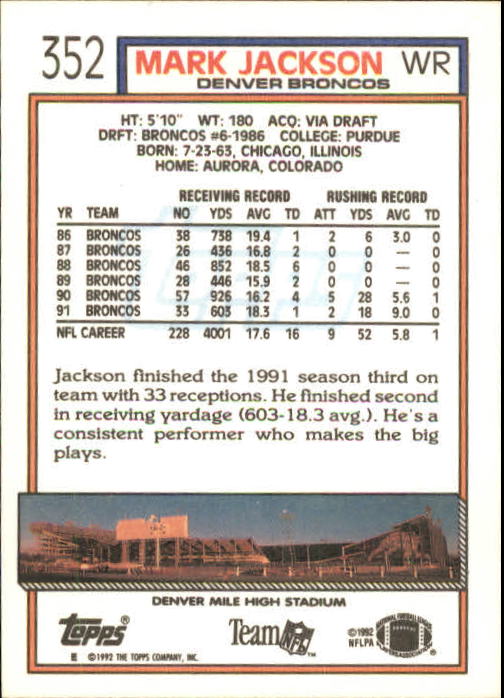 352 MARK JACKSON WR
DENVER BRONCOS
HT: 5'10" WT: 180 ACQ: VIA DRAFT
DRFT: BRONCOS #6-1986 COLLEGE: PURDUE
BORN: 7-23-63, CHICAGO, ILLINOIS
HOME: AURORA, COLORADO
RECEIVING RECORD RUSHING RECORD
YR TEAM NO YDS AVG TD ATT YDS AVG TD
86 BRONCOS 38 738 19.4 1 2 6 3.0 0
87 BRONCOS 26 436 16.8 2 0 0 — 0
88 BRONCOS 46 852 18.5 6 0 0 — 0
89 BRONCOS 28 446 15.9 2 0 0 — 0
90 BRONCOS 57 926 16.2 4 5 28 5.6 1
91 BRONCOS 33 603 18.3 1 2 18 9.0 0
NFL CAREER 228 4001 17.6 16 9 52 5.8 1
Jackson finished the 1991 season third on
team with 33 receptions. He finished second
in receiving yardage (603-18.3 avg.). He's a
consistent performer who makes the big
plays.
DENVER MILE HIGH STADIUM
Topps® Team NFL™ ©1992
NFLPA
E ©1992 THE TOPPS COMPANY, INC.